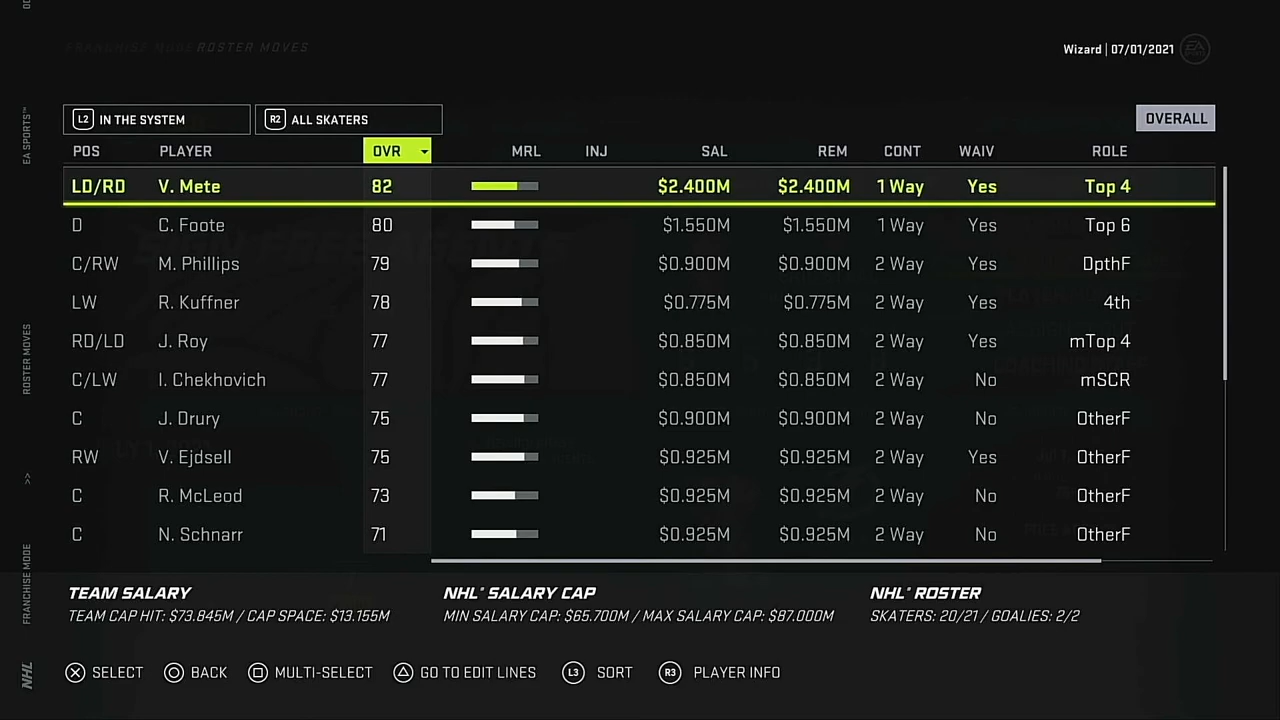 FRANCHISE MODE ROSTER MOVES
Wizard | 07/01/2021
EA SPORTS™
ROSTER MOVES
>>
FRANCHISE MODE
NHL
L2 IN THE SYSTEM R2 ALL SKATERS OVERALL
POS PLAYER OVR MRL INJ SAL REM CONT WAIV ROLE
LD/RD V. Mete 82 $2.400M $2.400M 1 Way Yes Top 4
D C. Foote 80 $1.550M $1.550M 1 Way Yes Top 6
C/RW M. Phillips 79 $0.900M $0.900M 2 Way Yes DpthF
LW R. Kuffner 78 $0.775M $0.775M 2 Way Yes 4th
RD/LD J. Roy 77 $0.850M $0.850M 2 Way Yes mTop 4
C/LW I. Chekhovich 77 $0.850M $0.850M 2 Way No mSCR
C J. Drury 75 $0.900M $0.900M 2 Way No OtherF
RW V. Ejdsell 75 $0.925M $0.925M 2 Way Yes OtherF
C R. McLeod 73 $0.925M $0.925M 2 Way No OtherF
C N. Schnarr 71 $0.925M $0.925M 2 Way No OtherF
TEAM SALARY
TEAM CAP HIT: $73.845M / CAP SPACE: $13.155M
NHL® SALARY CAP
MIN SALARY CAP: $65.700M / MAX SALARY CAP: $87.000M
NHL® ROSTER
SKATERS: 20/21 / GOALIES: 2/2
SELECT BACK MULTI-SELECT GO TO EDIT LINES L3 SORT R3 PLAYER INFO